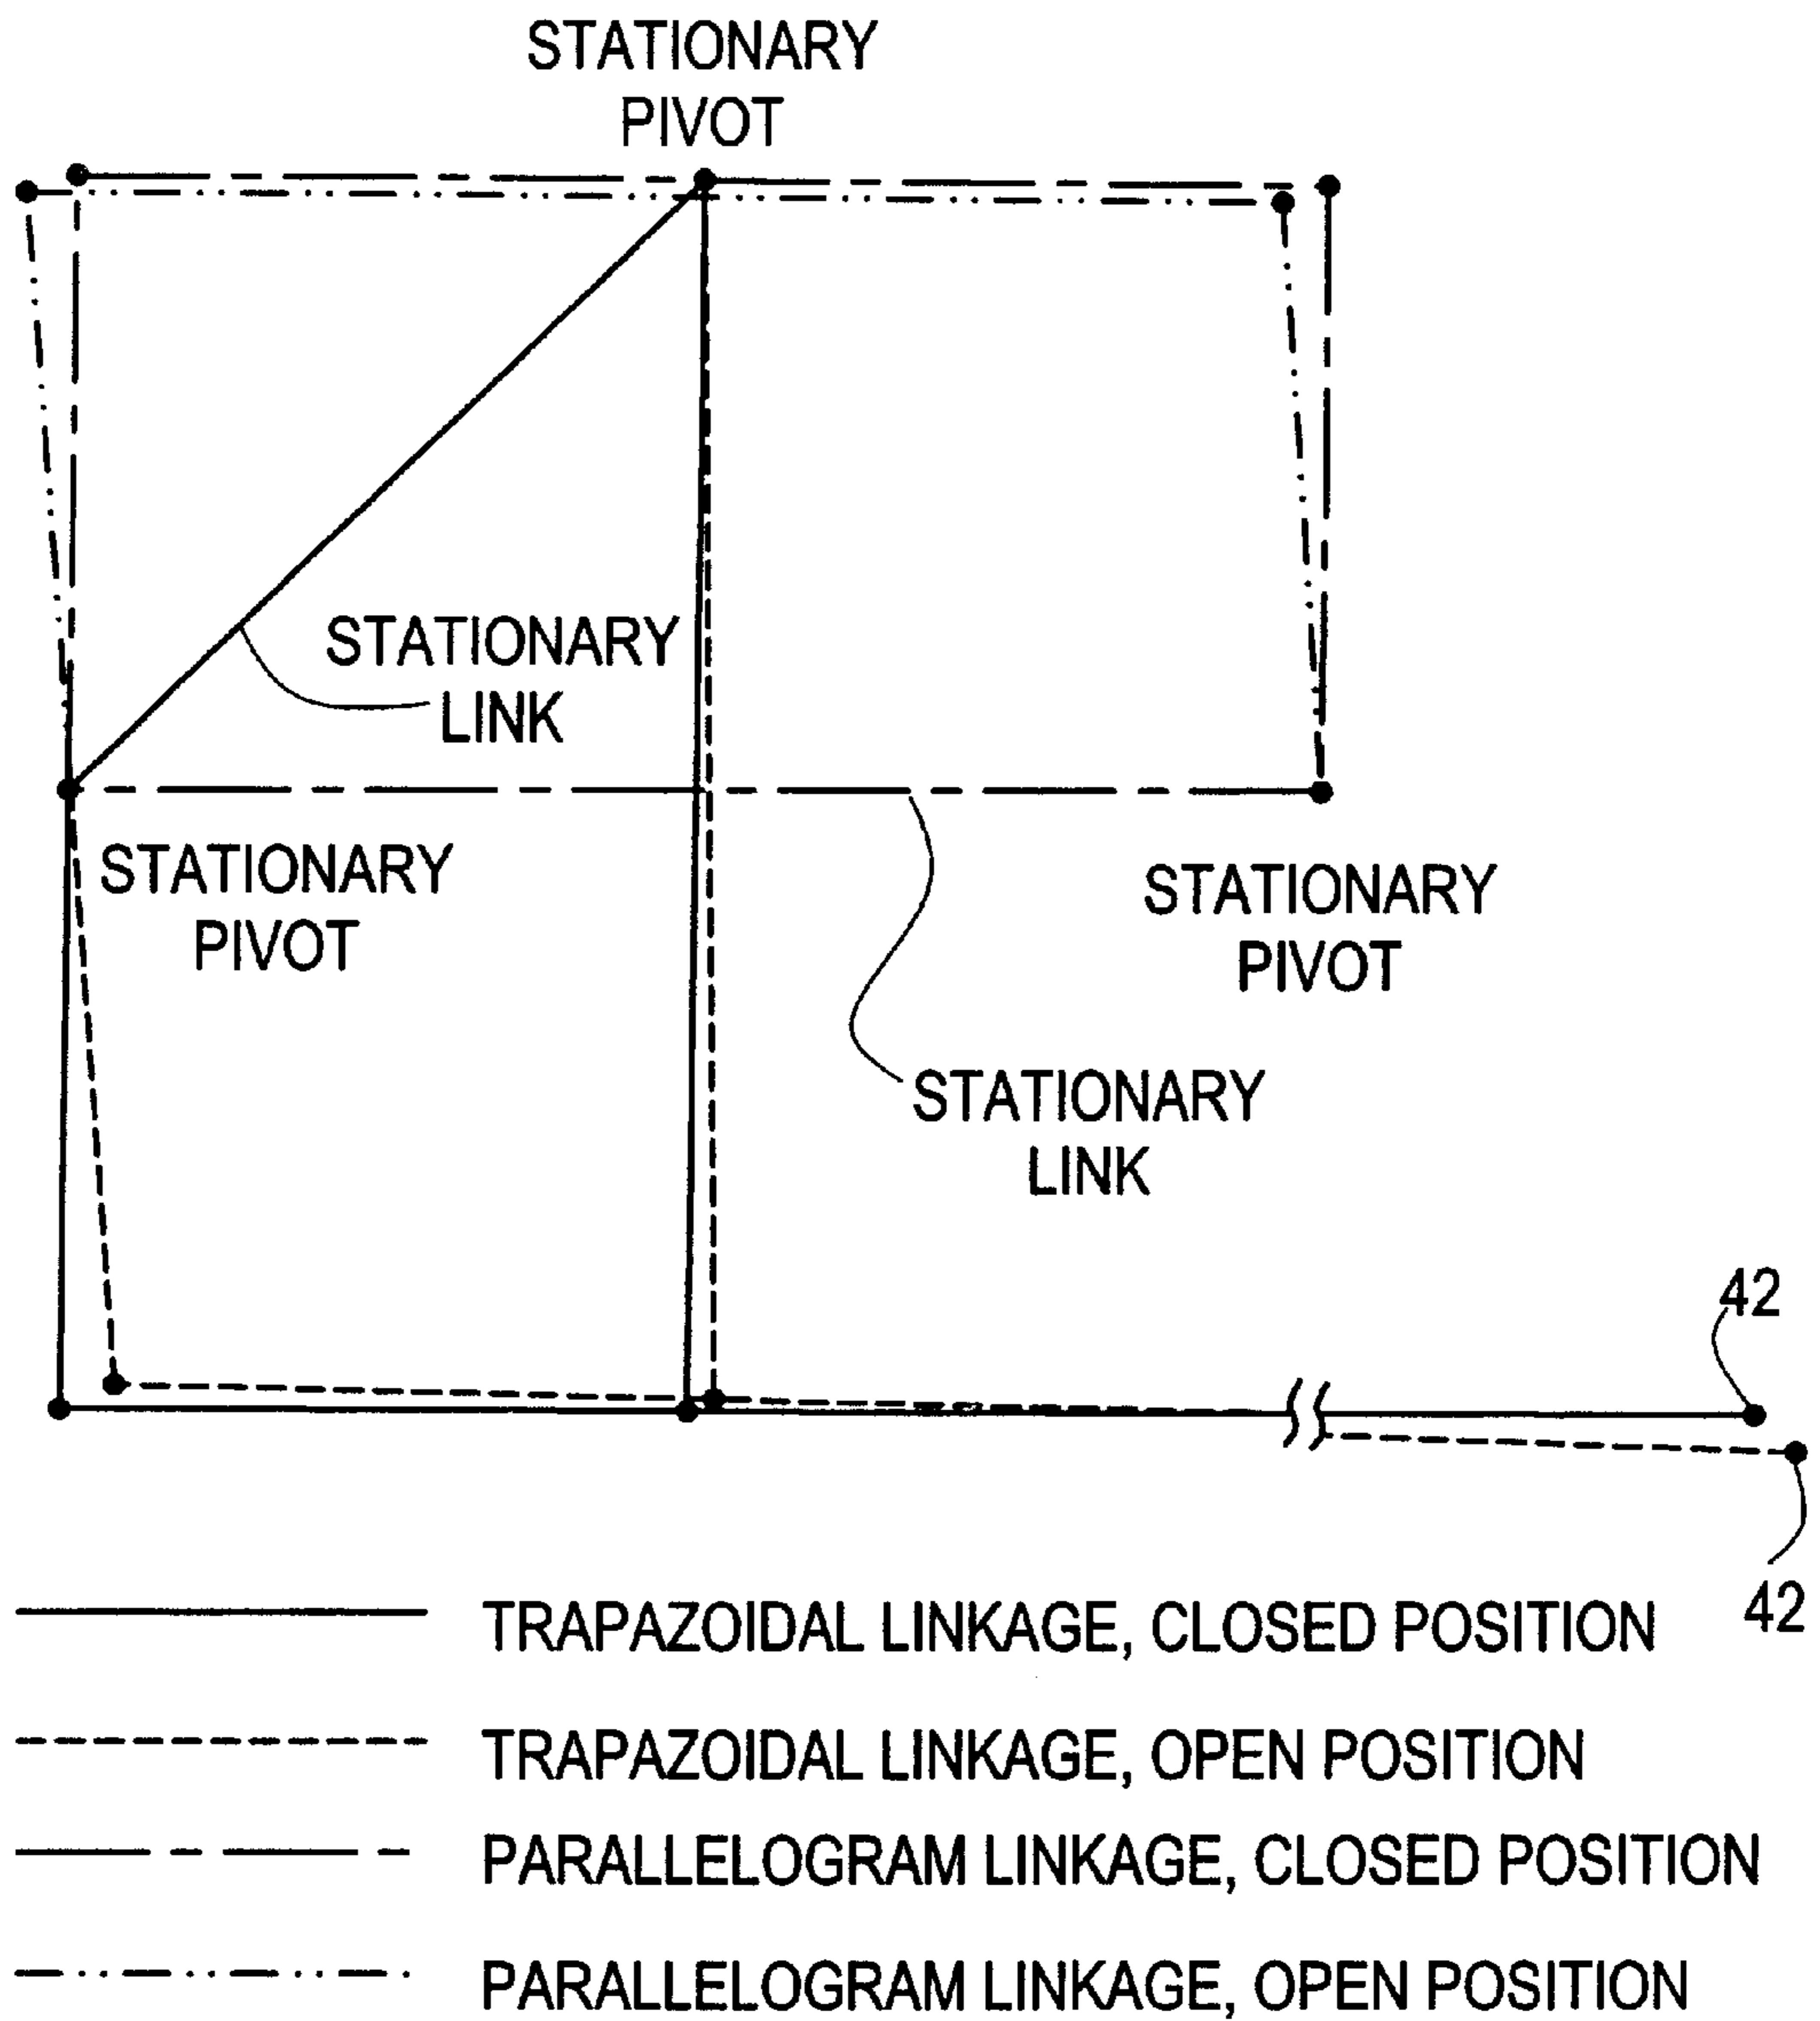 STATIONARY
PIVOT
STATIONARY
LINK
STATIONARY
PIVOT
STATIONARY
PIVOT
STATIONARY
LINK
42
42
TRAPAZOIDAL LINKAGE, CLOSED POSITION
TRAPAZOIDAL LINKAGE, OPEN POSITION
PARALLELOGRAM LINKAGE, CLOSED POSITION
PARALLELOGRAM LINKAGE, OPEN POSITION